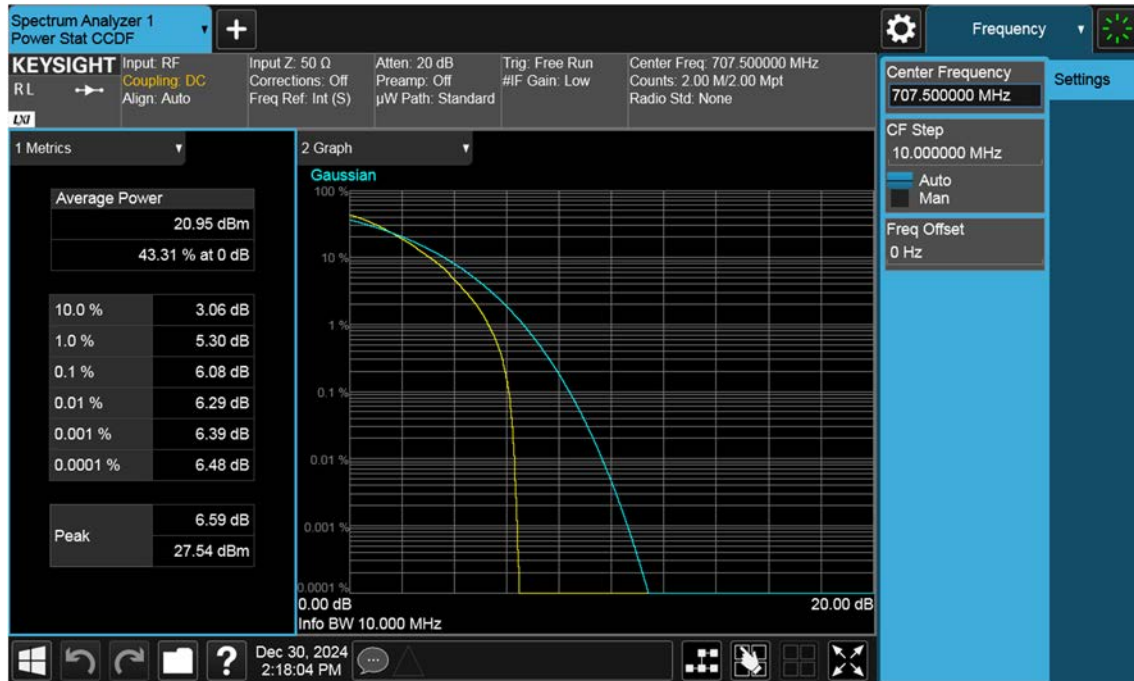 Spectrum Analyzer 1
Power Stat CCDF
Frequency
KEYSIGHT
RL
LXI
Input: RF
Coupling: DC
Align: Auto
Input Z: 50 Ω
Corrections: Off
Freq Ref: Int (S)
Atten: 20 dB
Preamp: Off
µW Path: Standard
Trig: Free Run
#IF Gain: Low
Center Freq: 707.500000 MHz
Counts: 2.00 M/2.00 Mpt
Radio Std: None
Center Frequency
707.500000 MHz
Settings
CF Step
10.000000 MHz
Auto
Man
Freq Offset
0 Hz
1 Metrics
Average Power
20.95 dBm
43.31 % at 0 dB
10.0 % 3.06 dB
1.0 % 5.30 dB
0.1 % 6.08 dB
0.01 % 6.29 dB
0.001 % 6.39 dB
0.0001 % 6.48 dB
Peak
6.59 dB
27.54 dBm
2 Graph
Gaussian
100 %
10 %
1 %
0.1 %
0.01 %
0.001 %
0.0001 %
0.00 dB 20.00 dB
Info BW 10.000 MHz
?
Dec 30, 2024
2:18:04 PM